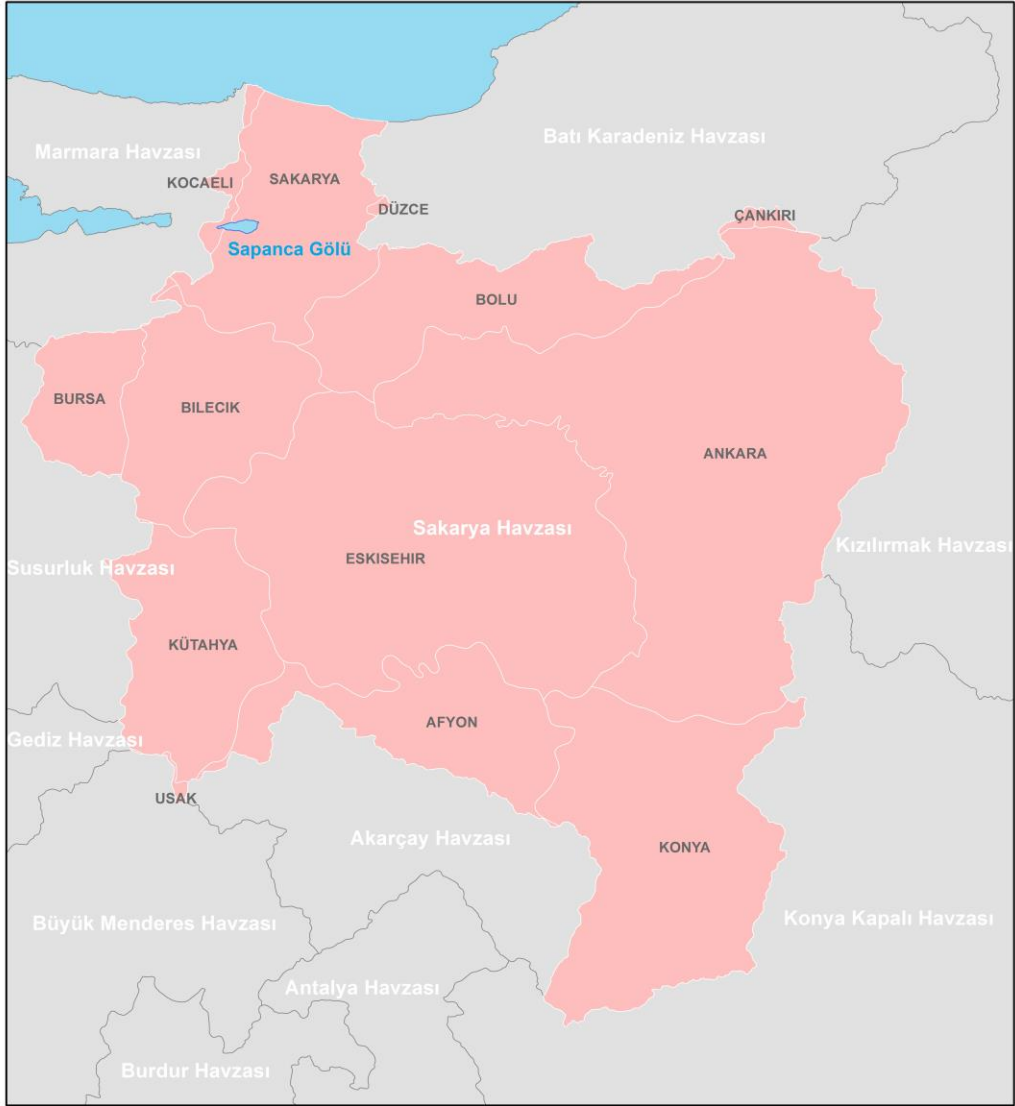 Batı Karadeniz Havzası
Marmara Havzası
KOCAELI
SAKARYA
DÜZCE
ÇANKIRI
Sapanca Gölü
BOLU
BURSA
BILECIK
ANKARA
Sakarya Havzası
Kızılırmak Havzası
ESKISEHIR
Susurluk Havzası
KÜTAHYA
AFYON
Gediz Havzası
USAK
Akarçay Havzası
KONYA
Büyük Menderes Havzası
Konya Kapalı Havzası
Antalya Havzası
Burdur Havzası